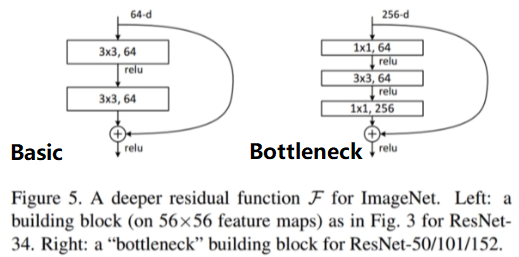 64-d
3x3, 64
relu
3x3, 64
+
relu
Basic
256-d
1x1, 64
relu
3x3, 64
relu
1x1, 256
+
relu
Bottleneck
Figure 5. A deeper residual function F for ImageNet. Left: a
building block (on 56×56 feature maps) as in Fig. 3 for ResNet-
34. Right: a “bottleneck” building block for ResNet-50/101/152.